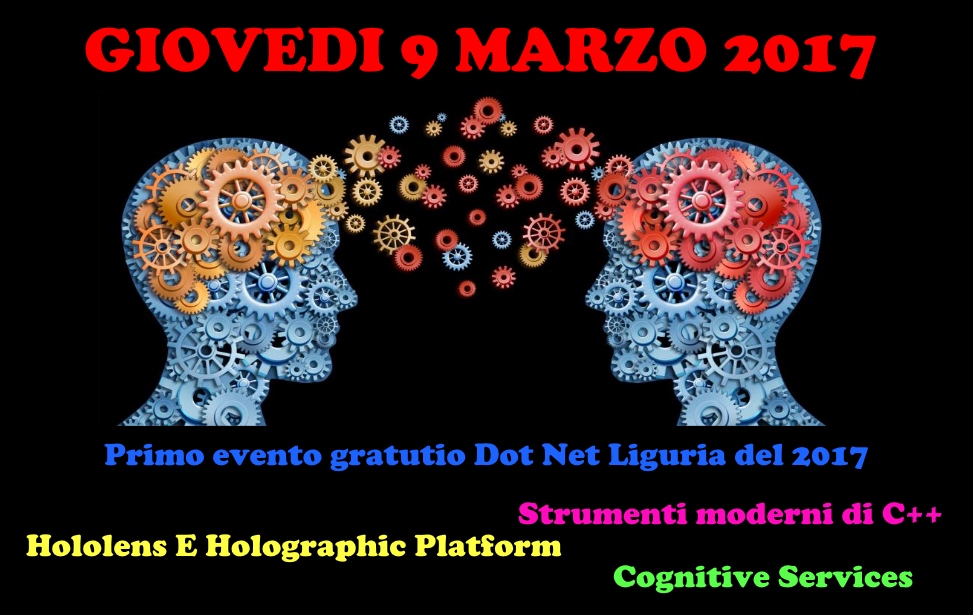 GIOVEDI 9 MARZO 2017
Primo evento gratutio Dot Net Liguria del 2017
Strumenti moderni di C++
Hololens E Holographic Platform
Cognitive Services